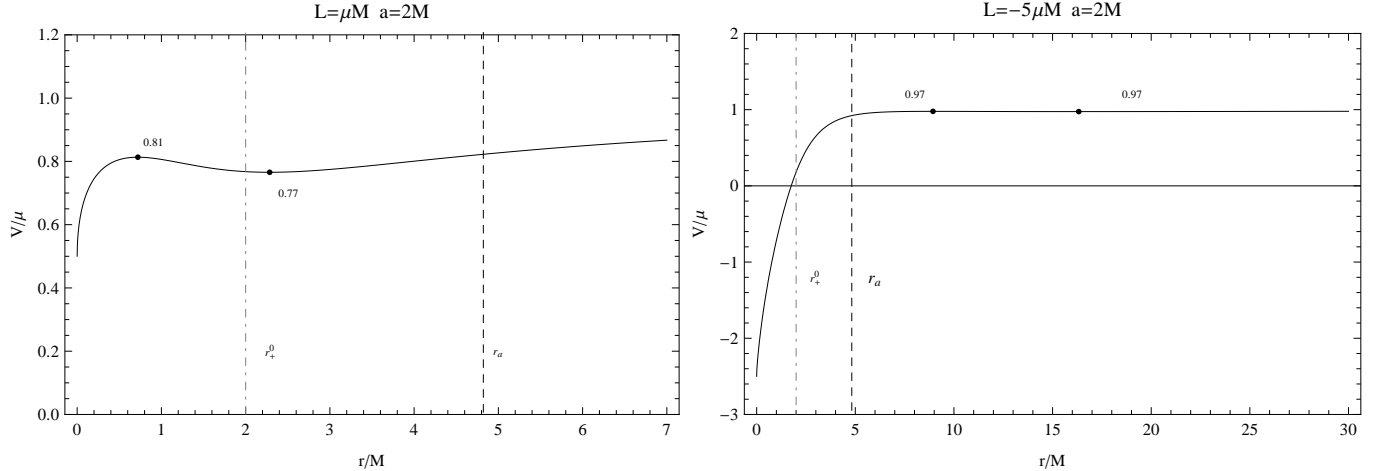 L=μM a=2M
1.2
1.0
0.8
0.6
0.4
0.2
0.0
V/μ
0.81
0.77
r₊⁰
rₐ
0 1 2 3 4 5 6 7
r/M
L=−5μM a=2M
2
1
0
−1
−2
−3
V/μ
0.97 0.97
r₊⁰ rₐ
0 5 10 15 20 25 30
r/M